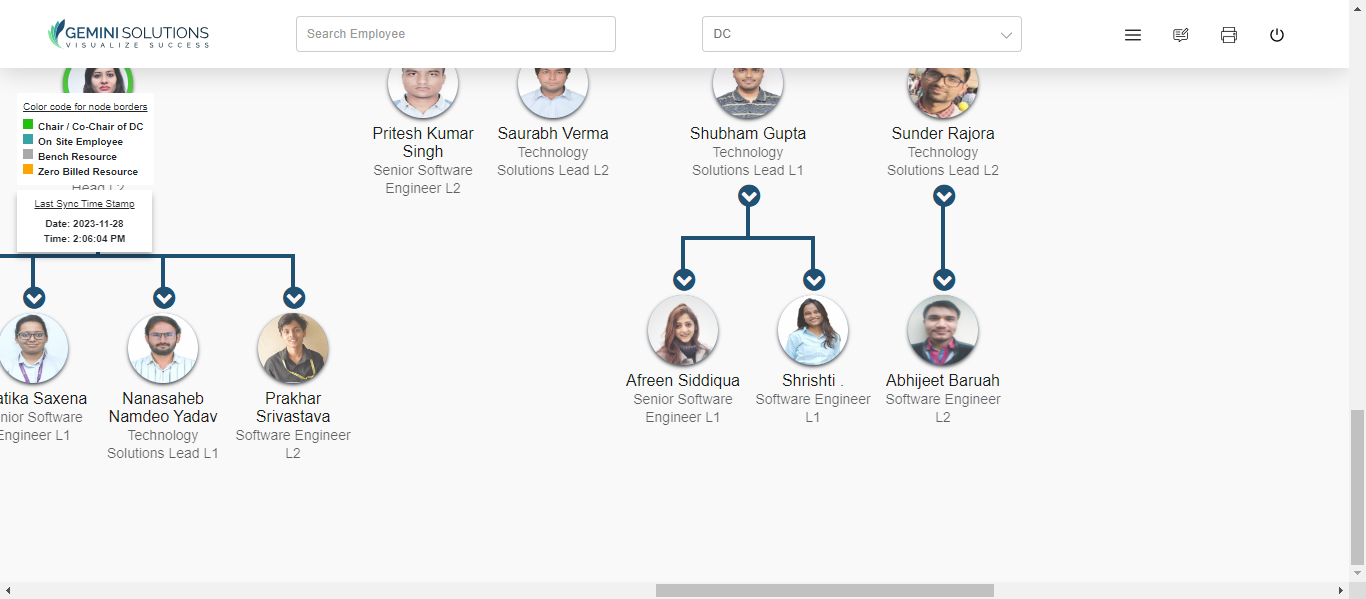 GEMINI SOLUTIONS
VISUALIZE SUCCESS
Search Employee
DC
Color code for node borders
Chair / Co-Chair of DC
On Site Employee
Bench Resource
Zero Billed Resource
Head L2
Last Sync Time Stamp
Date: 2023-11-28
Time: 2:06:04 PM
Pritesh Kumar
Singh
Senior Software
Engineer L2
Saurabh Verma
Technology
Solutions Lead L2
Shubham Gupta
Technology
Solutions Lead L1
Sunder Rajora
Technology
Solutions Lead L2
atika Saxena
nior Software
Engineer L1
Nanasaheb
Namdeo Yadav
Technology
Solutions Lead L1
Prakhar
Srivastava
Software Engineer
L2
Afreen Siddiqua
Senior Software
Engineer L1
Shrishti .
Software Engineer
L1
Abhijeet Baruah
Software Engineer
L2